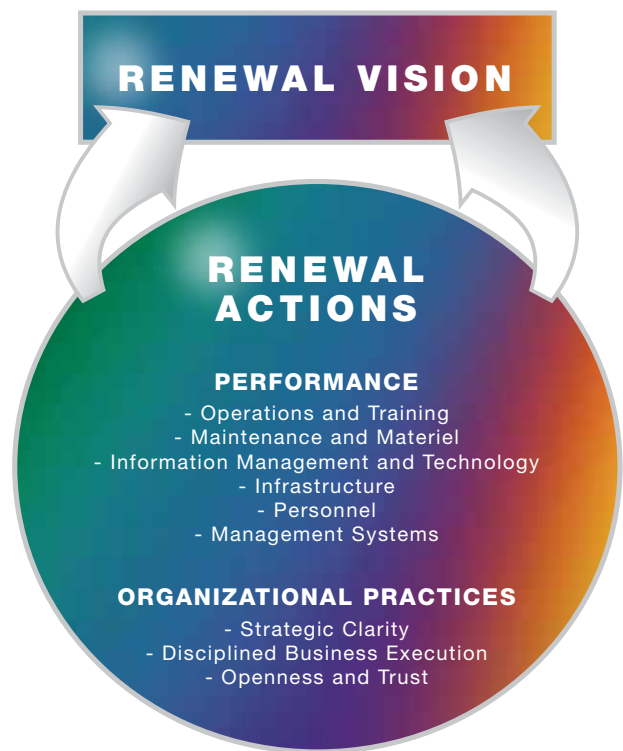 RENEWAL VISION
RENEWAL
ACTIONS
PERFORMANCE
- Operations and Training
- Maintenance and Materiel
- Information Management and Technology
- Infrastructure
- Personnel
- Management Systems
ORGANIZATIONAL PRACTICES
- Strategic Clarity
- Disciplined Business Execution
- Openness and Trust